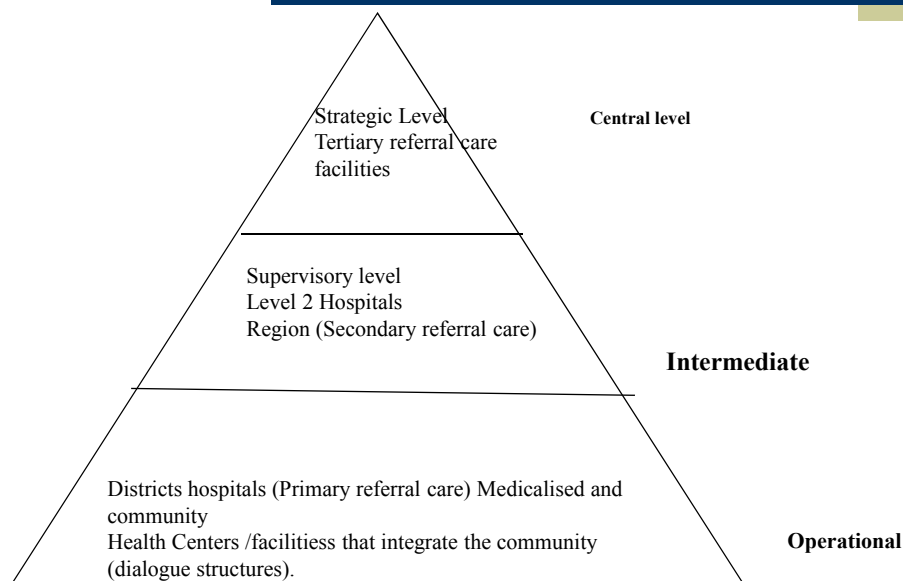 Strategic Level
Tertiary referral care
facilities
Central level
Supervisory level
Level 2 Hospitals
Region (Secondary referral care)
Intermediate
Districts hospitals (Primary referral care) Medicalised and
community
Health Centers /facilitiess that integrate the community
(dialogue structures).
Operational